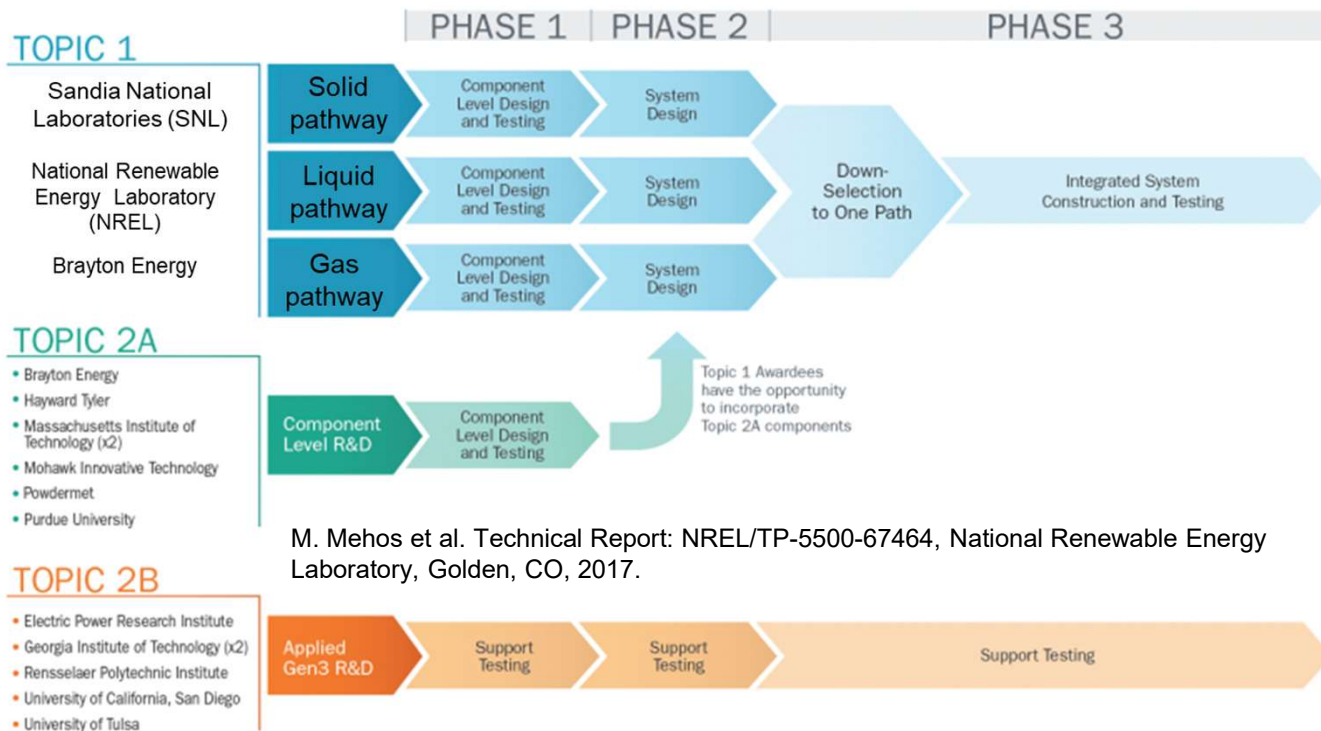 PHASE 1
PHASE 2
PHASE 3
TOPIC 1
Sandia National
Laboratories (SNL)
National Renewable
Energy Laboratory
(NREL)
Brayton Energy
Solid
pathway
Component
Level Design
and Testing
System
Design
Liquid
pathway
Component
Level Design
and Testing
System
Design
Gas
pathway
Component
Level Design
and Testing
System
Design
Down-
Selection
to One Path
Integrated System
Construction and Testing
TOPIC 2A
• Brayton Energy
• Hayward Tyler
• Massachusetts Institute of
Technology (x2)
• Mohawk Innovative Technology
• Powdermet
• Purdue University
Component
Level R&D
Component
Level Design
and Testing
Topic 1 Awardees
have the opportunity
to incorporate
Topic 2A components
M. Mehos et al. Technical Report: NREL/TP-5500-67464, National Renewable Energy
Laboratory, Golden, CO, 2017.
TOPIC 2B
• Electric Power Research Institute
• Georgia Institute of Technology (x2)
• Rensselaer Polytechnic Institute
• University of California, San Diego
• University of Tulsa
Applied
Gen3 R&D
Support
Testing
Support
Testing
Support Testing